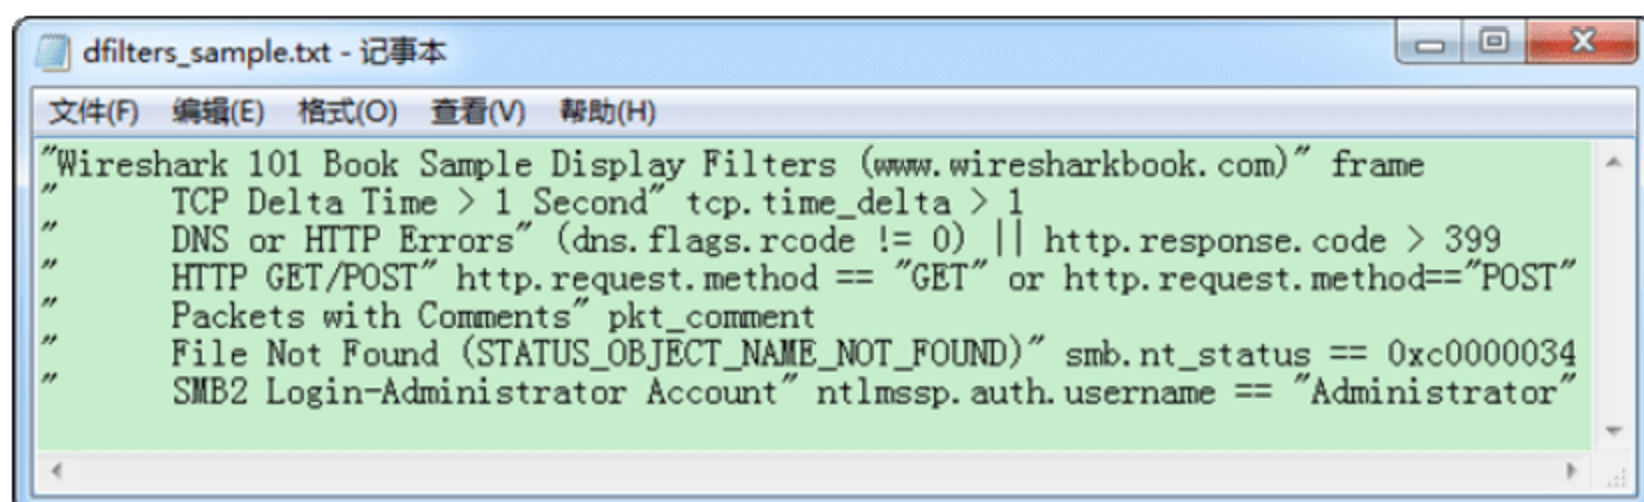 dfilters_sample.txt - 记事本
文件(F) 编辑(E) 格式(O) 查看(V) 帮助(H)
"Wireshark 101 Book Sample Display Filters (www.wiresharkbook.com)" frame
"       TCP Delta Time > 1 Second" tcp.time_delta > 1
"       DNS or HTTP Errors" (dns.flags.rcode != 0) || http.response.code > 399
"       HTTP GET/POST" http.request.method == "GET" or http.request.method=="POST"
"       Packets with Comments" pkt_comment
"       File Not Found (STATUS_OBJECT_NAME_NOT_FOUND)" smb.nt_status == 0xc0000034
"       SMB2 Login-Administrator Account" ntlmssp.auth.username == "Administrator"